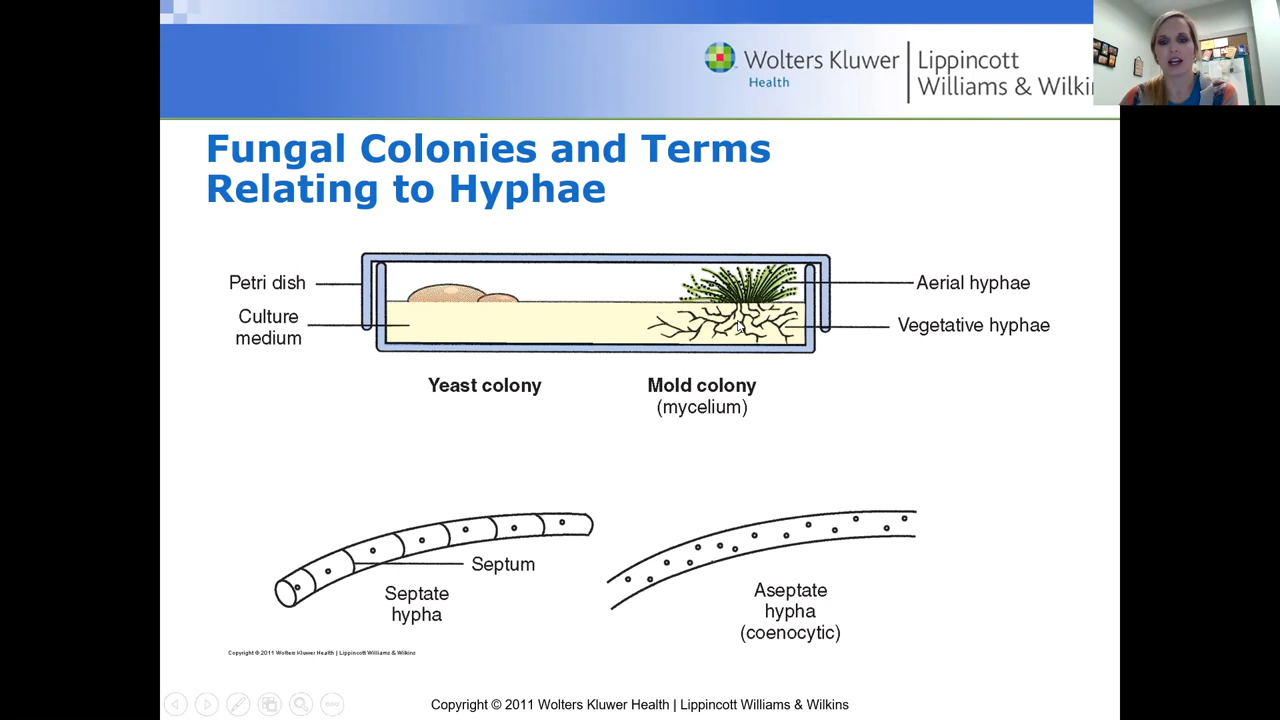 Wolters Kluwer
Health
Lippincott
Williams & Wilki
Fungal Colonies and Terms
Relating to Hyphae
Petri dish
Culture
medium
Aerial hyphae
Vegetative hyphae
Yeast colony
Mold colony
(mycelium)
Septum
Septate
hypha
Aseptate
hypha
(coenocytic)
Copyright © 2011 Wolters Kluwer Health | Lippincott Williams & Wilkins
Copyright © 2011 Wolters Kluwer Health | Lippincott Williams & Wilkins